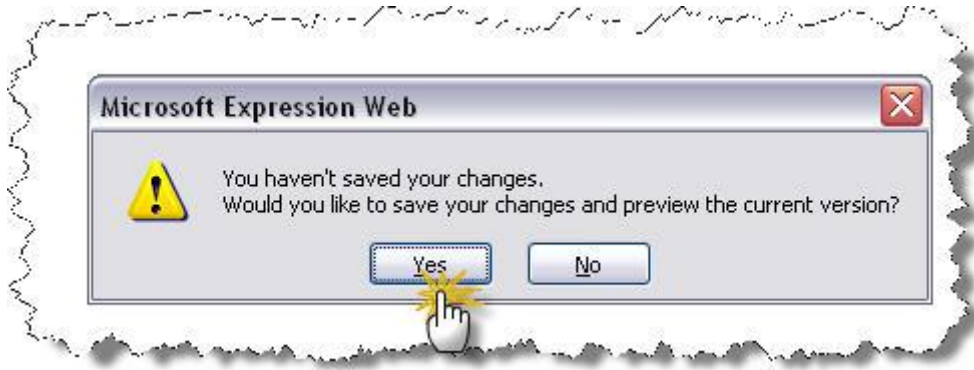 Microsoft Expression Web
You haven't saved your changes.
Would you like to save your changes and preview the current version?
Yes No